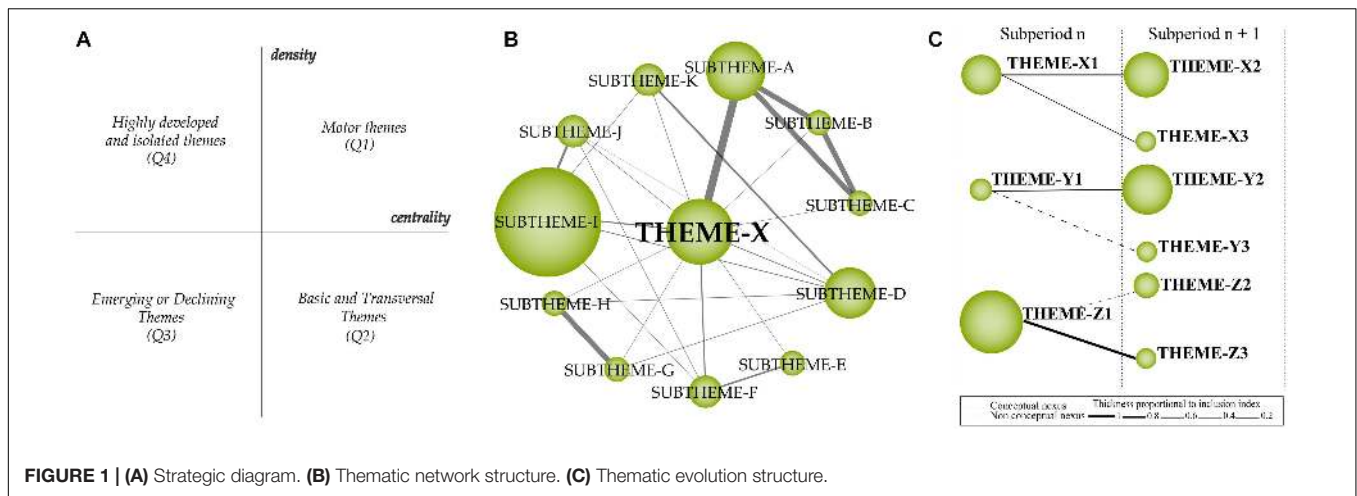 A
density
Highly developed
and isolated themes
(Q4)
Motor themes
(Q1)
centrality
Emerging or Declining
Themes
(Q3)
Basic and Transversal
Themes
(Q2)
B
SUBTHEME-A
SUBTHEME-K
SUBTHEME-B
SUBTHEME-J
SUBTHEME-C
SUBTHEME-I
THEME-X
SUBTHEME-D
SUBTHEME-H
SUBTHEME-G
SUBTHEME-E
SUBTHEME-F
C
Subperiod n
Subperiod n + 1
THEME-X1
THEME-X2
THEME-X3
THEME-Y1
THEME-Y2
THEME-Y3
THEME-Z2
THEME-Z1
THEME-Z3
Conceptual nexus Thickness proportional to inclusion index
Non conceptual nexus 1 0.8 0.6 0.4 0.2
FIGURE 1 | (A) Strategic diagram. (B) Thematic network structure. (C) Thematic evolution structure.